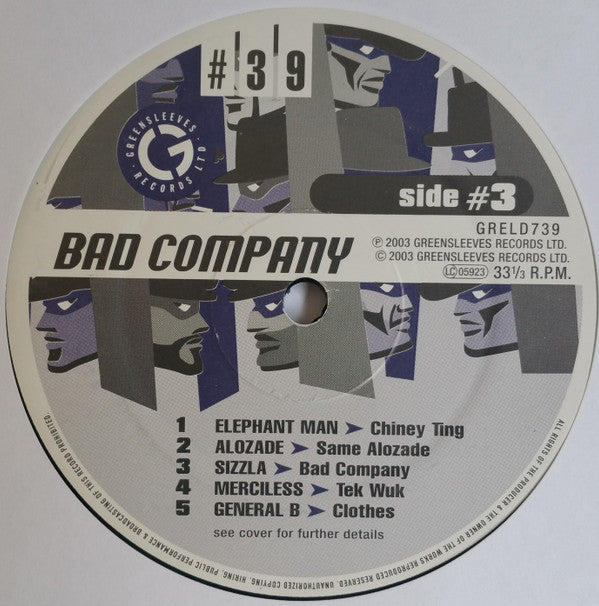 #39
GREENSLEEVES RECORDS LTD
G
side #3
GRELD739
℗ 2003 GREENSLEEVES RECORDS LTD.
© 2003 GREENSLEEVES RECORDS LTD.
LC 05923 33⅓ R.P.M.
BAD COMPANY
1 ELEPHANT MAN ➤ Chiney Ting
2 ALOZADE ➤ Same Alozade
3 SIZZLA ➤ Bad Company
4 MERCILESS ➤ Tek Wuk
5 GENERAL B ➤ Clothes
see cover for further details
ALL RIGHTS OF THE PRODUCER & THE OWNER OF THE WORKS REPRODUCED RESERVED. UNAUTHORIZED COPYING, HIRING, PUBLIC PERFORMANCE & BROADCASTING OF THIS RECORD PROHIBITED.